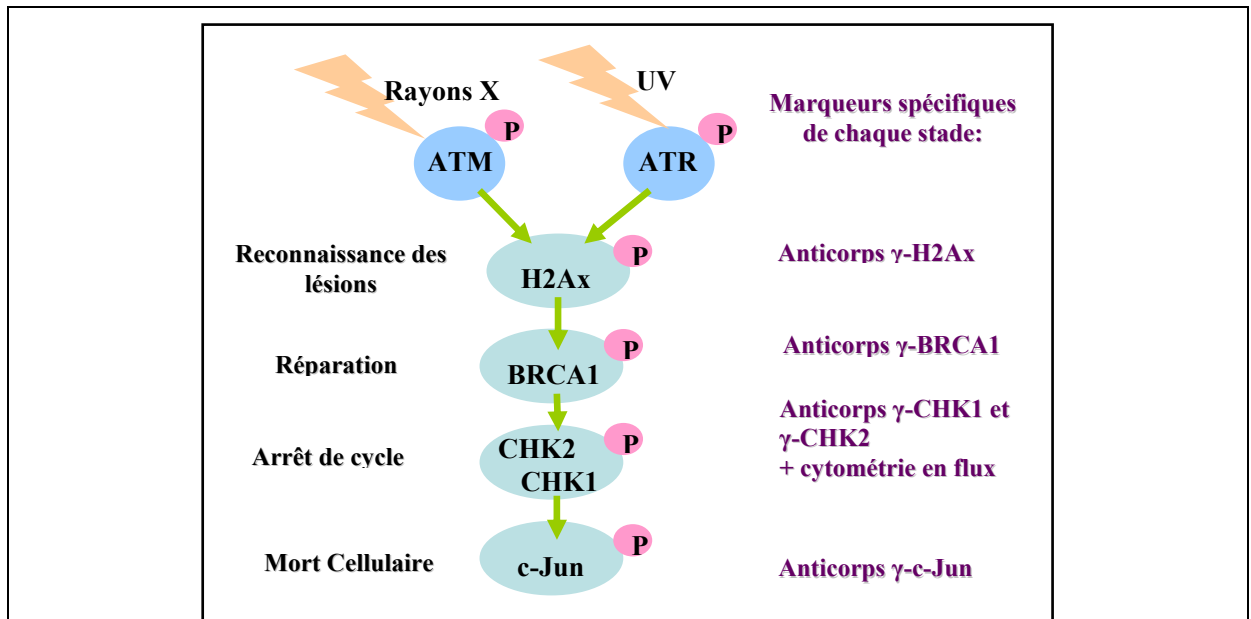 Rayons X
UV
Marqueurs spécifiques
de chaque stade:
P
P
ATM
ATR
Reconnaissance des
lésions
P
H2Ax
Anticorps γ-H2Ax
Réparation
P
BRCA1
Anticorps γ-BRCA1
Arrêt de cycle
P
CHK2
CHK1
Anticorps γ-CHK1 et
γ-CHK2
+ cytométrie en flux
Mort Cellulaire
P
c-Jun
Anticorps γ-c-Jun